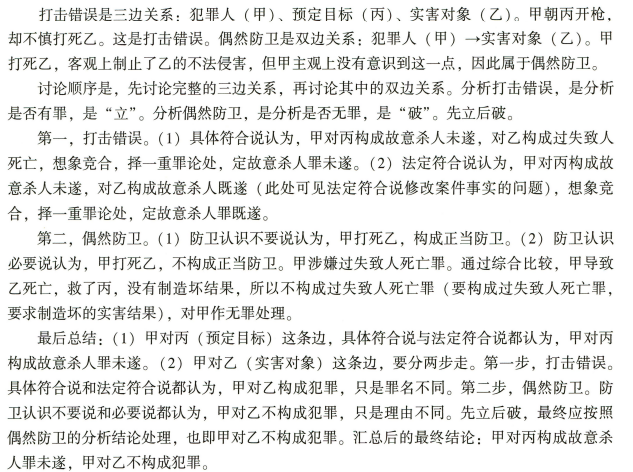 打击错误是三边关系：犯罪人（甲）、预定目标（丙）、实害对象（乙）。甲朝丙开枪，
却不慎打死乙。这是打击错误。偶然防卫是双边关系：犯罪人（甲）→实害对象（乙）。甲
打死乙，客观上制止了乙的不法侵害，但甲主观上没有意识到这一点，因此属于偶然防卫。
讨论顺序是，先讨论完整的三边关系，再讨论其中的双边关系。分析打击错误，是分析
是否有罪，是“立”。分析偶然防卫，是分析是否无罪，是“破”。先立后破。
第一，打击错误。（1）具体符合说认为，甲对丙构成故意杀人未遂，对乙构成过失致人
死亡，想象竞合，择一重罪论处，定故意杀人罪未遂。（2）法定符合说认为，甲对丙构成故
意杀人未遂，对乙构成故意杀人既遂（此处可见法定符合说修改案件事实的问题），想象竞
合，择一重罪论处，定故意杀人罪既遂。
第二，偶然防卫。（1）防卫认识不要说认为，甲打死乙，构成正当防卫。（2）防卫认识
必要说认为，甲打死乙，不构成正当防卫。甲涉嫌过失致人死亡罪。通过综合比较，甲导致
乙死亡，救了丙，没有制造坏结果，所以不构成过失致人死亡罪（要构成过失致人死亡罪，
要求制造坏的实害结果），对甲作无罪处理。
最后总结：（1）甲对丙（预定目标）这条边，具体符合说与法定符合说都认为，甲对丙
构成故意杀人罪未遂。（2）甲对乙（实害对象）这条边，要分两步走。第一步，打击错误。
具体符合说和法定符合说都认为，甲对乙构成犯罪，只是罪名不同。第二步，偶然防卫。防
卫认识不要说和必要说都认为，甲对乙不构成犯罪，只是理由不同。先立后破，最终应按照
偶然防卫的分析结论处理，也即甲对乙不构成犯罪。汇总后的最终结论：甲对丙构成故意杀
人罪未遂，甲对乙不构成犯罪。